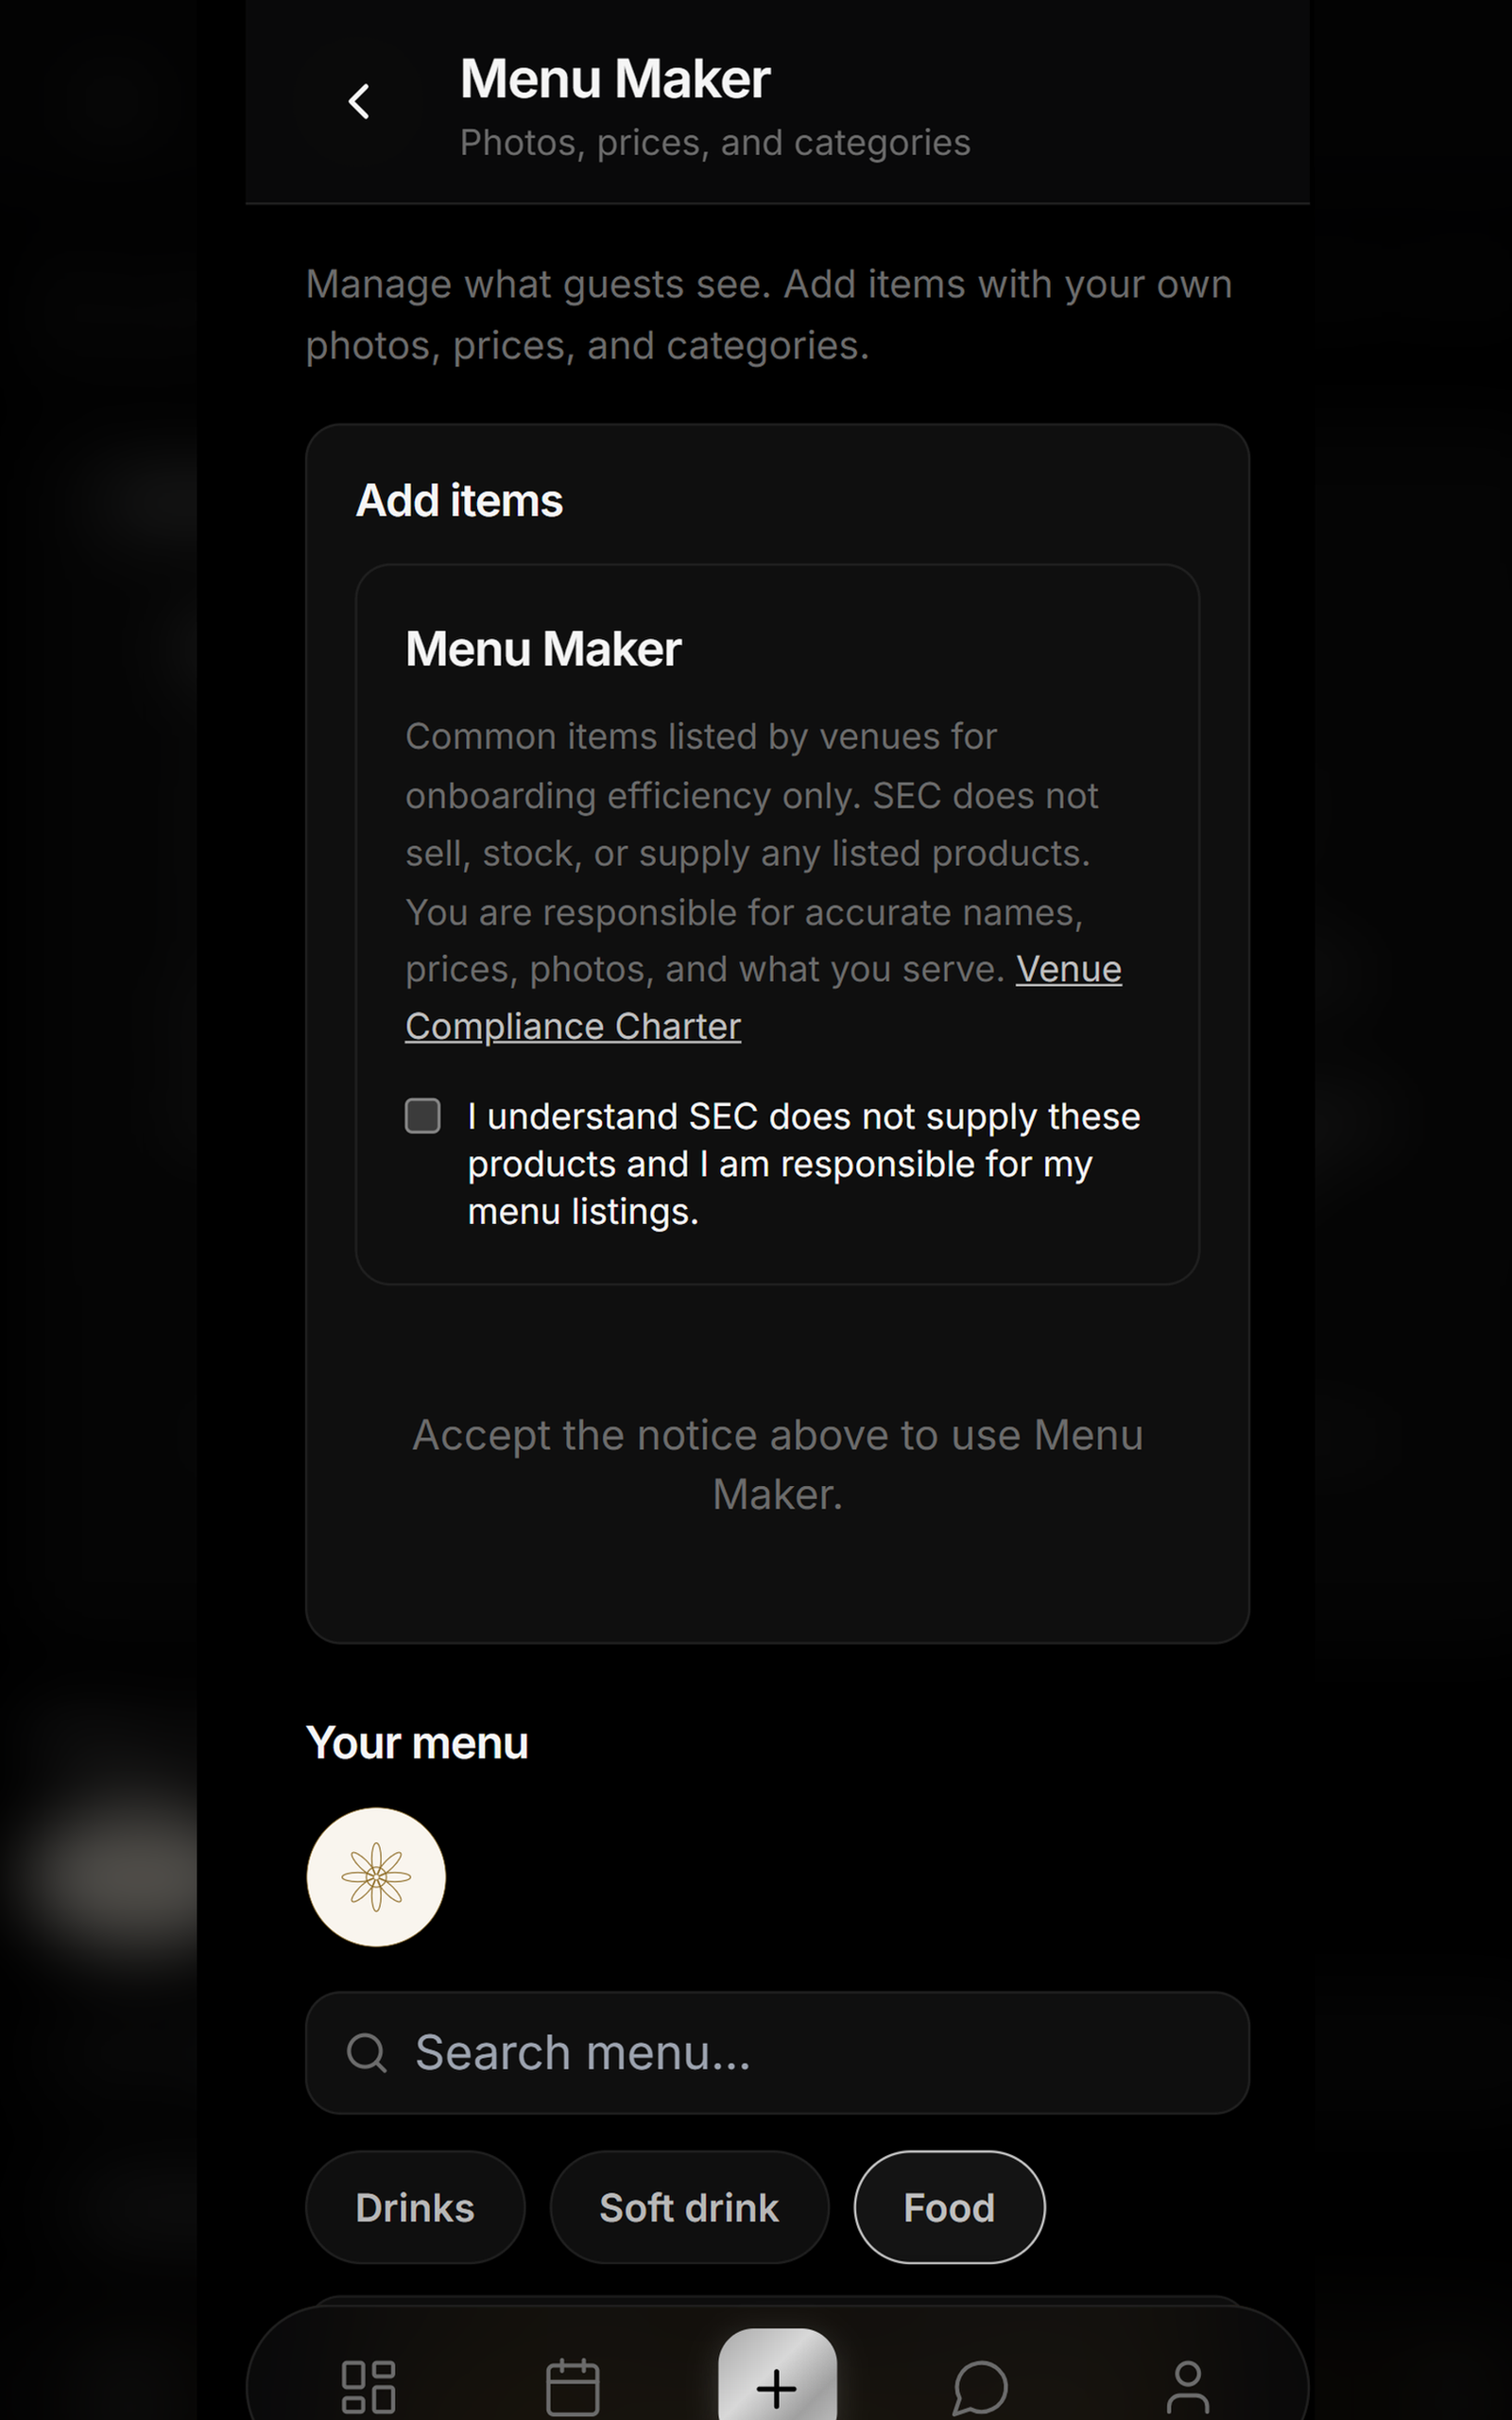 Menu Maker
Photos, prices, and categories
Manage what guests see. Add items with your own
photos, prices, and categories.
Add items
Menu Maker
Common items listed by venues for
onboarding efficiency only. SEC does not
sell, stock, or supply any listed products.
You are responsible for accurate names,
prices, photos, and what you serve. Venue
Compliance Charter
I understand SEC does not supply these
products and I am responsible for my
menu listings.
Accept the notice above to use Menu
Maker.
Your menu
Search menu...
Drinks
Soft drink
Food